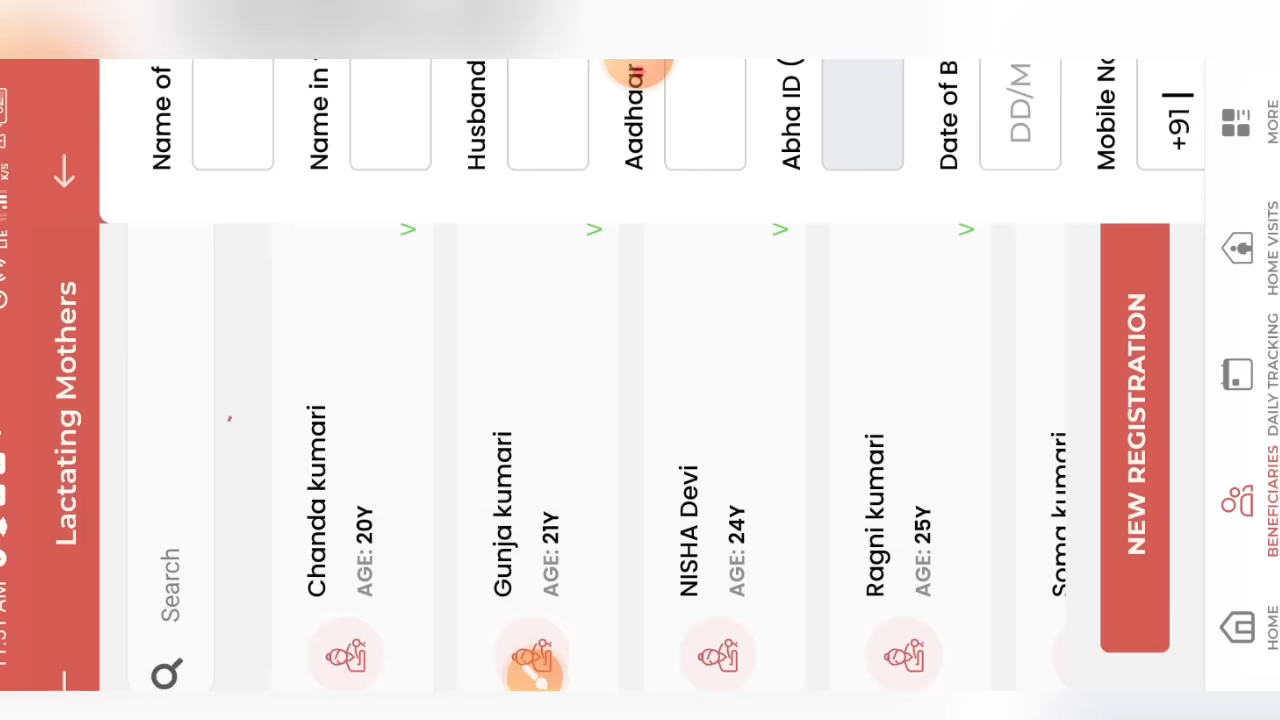 Lactating Mothers
Search
Chanda kumari
AGE: 20Y
Gunja kumari
AGE: 21Y
NISHA Devi
AGE: 24Y
Ragni kumari
AGE: 25Y
NEW REGISTRATION
HOME
BENEFICIARIES
DAILY TRACKING
HOME VISITS
MORE
Name of
Name in
Husband
Aadhaar
Abha ID (
Date of B
DD/M
Mobile No
+91